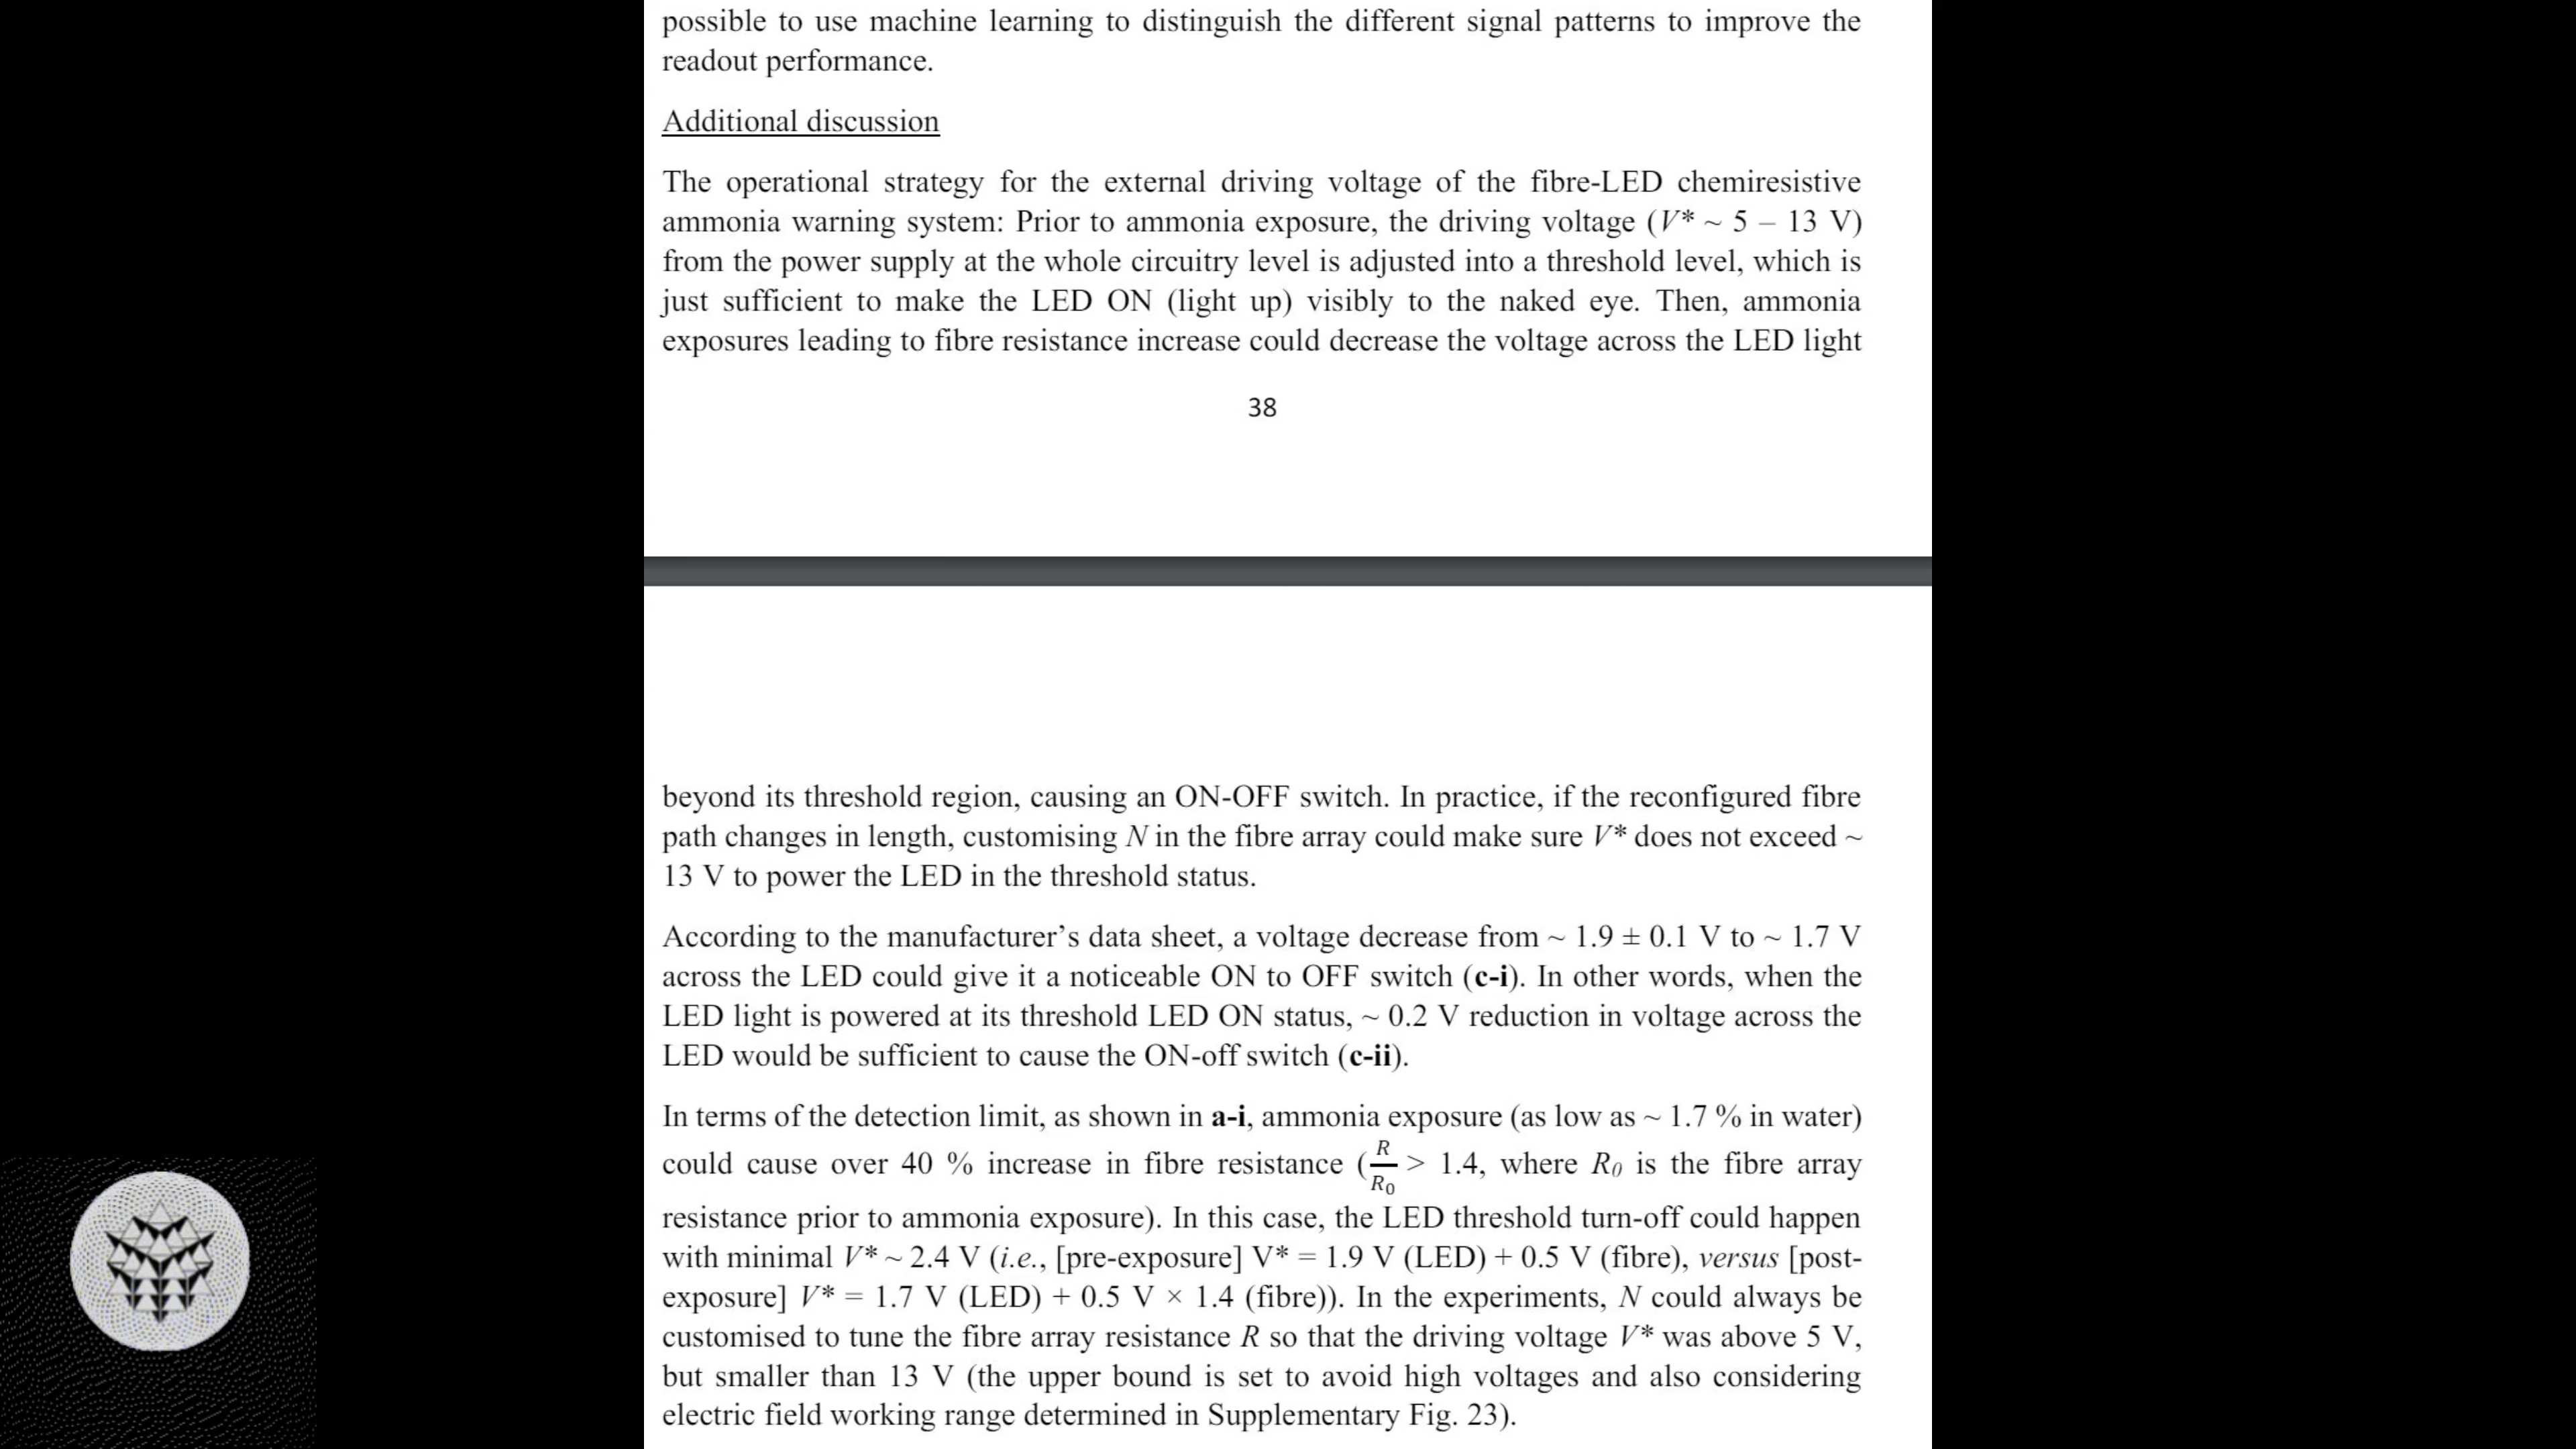 possible to use machine learning to distinguish the different signal patterns to improve the
readout performance.
Additional discussion
The operational strategy for the external driving voltage of the fibre-LED chemiresistive
ammonia warning system: Prior to ammonia exposure, the driving voltage (V* ~ 5 – 13 V)
from the power supply at the whole circuitry level is adjusted into a threshold level, which is
just sufficient to make the LED ON (light up) visibly to the naked eye. Then, ammonia
exposures leading to fibre resistance increase could decrease the voltage across the LED light
38
beyond its threshold region, causing an ON-OFF switch. In practice, if the reconfigured fibre
path changes in length, customising N in the fibre array could make sure V* does not exceed ~
13 V to power the LED in the threshold status.
According to the manufacturer's data sheet, a voltage decrease from ~ 1.9 ± 0.1 V to ~ 1.7 V
across the LED could give it a noticeable ON to OFF switch (c-i). In other words, when the
LED light is powered at its threshold LED ON status, ~ 0.2 V reduction in voltage across the
LED would be sufficient to cause the ON-off switch (c-ii).
In terms of the detection limit, as shown in a-i, ammonia exposure (as low as ~ 1.7 % in water)
could cause over 40 % increase in fibre resistance (R/R₀ > 1.4, where R₀ is the fibre array
resistance prior to ammonia exposure). In this case, the LED threshold turn-off could happen
with minimal V* ~ 2.4 V (i.e., [pre-exposure] V* = 1.9 V (LED) + 0.5 V (fibre), versus [post-
exposure] V* = 1.7 V (LED) + 0.5 V × 1.4 (fibre)). In the experiments, N could always be
customised to tune the fibre array resistance R so that the driving voltage V* was above 5 V,
but smaller than 13 V (the upper bound is set to avoid high voltages and also considering
electric field working range determined in Supplementary Fig. 23).